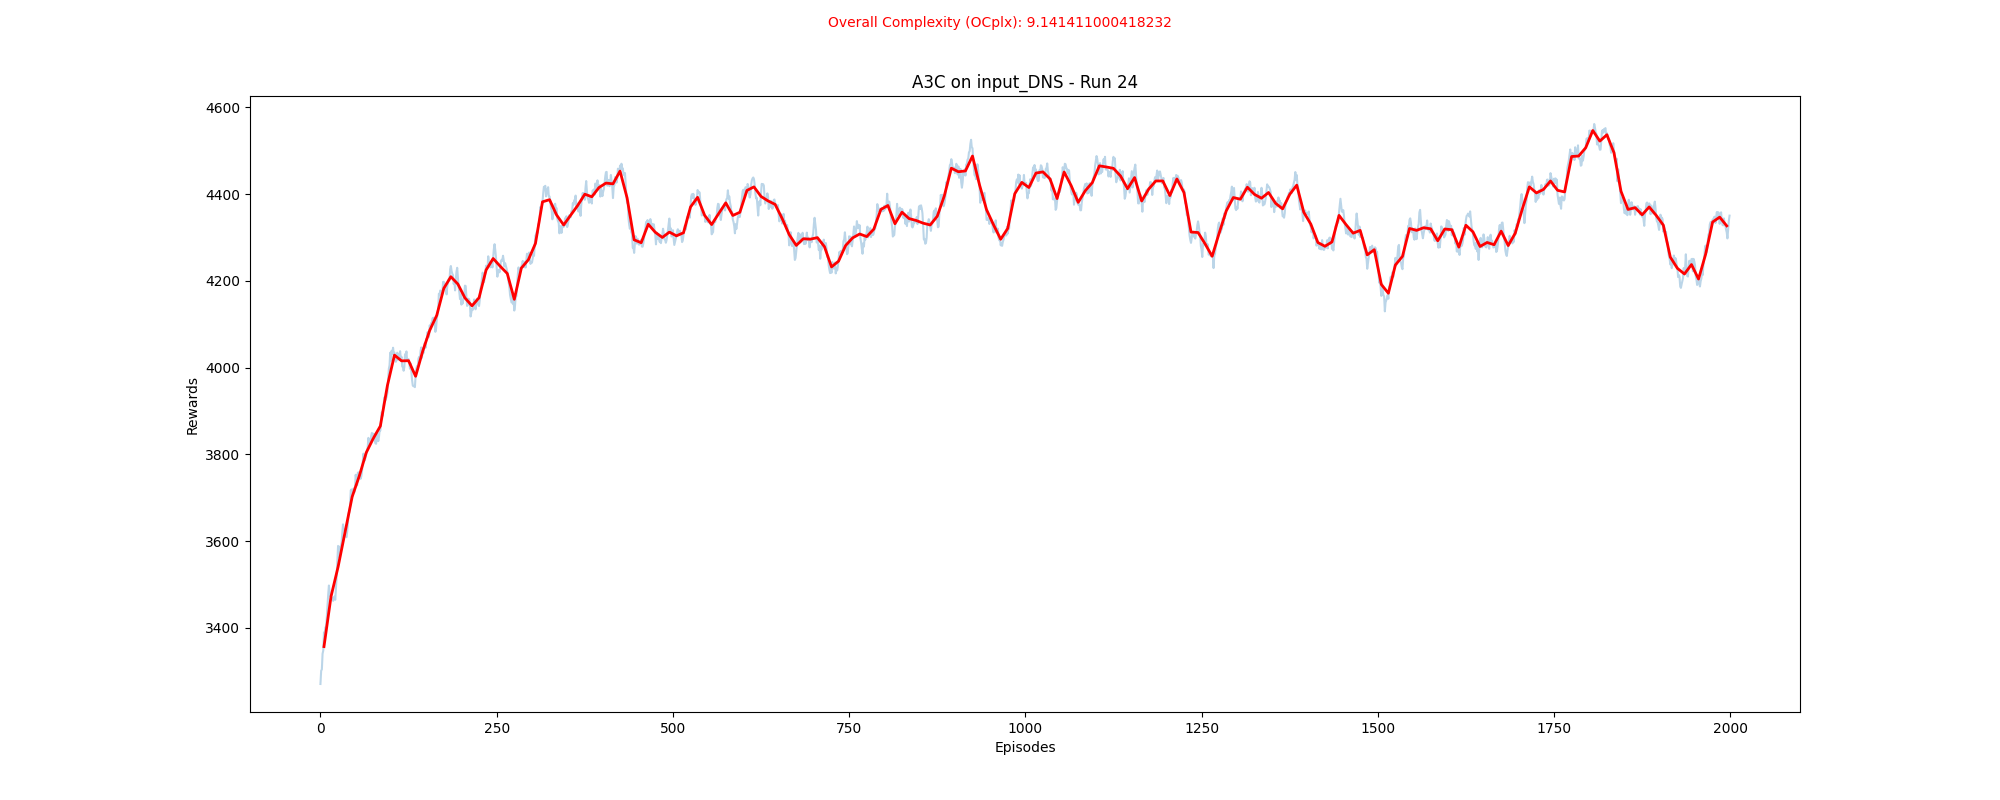 Overall Complexity (OCplx): 9.141411000418232
A3C on input_DNS - Run 24
4600
4400
4200
4000
3800
3600
3400
Rewards
0 250 500 750 1000 1250 1500 1750 2000
Episodes